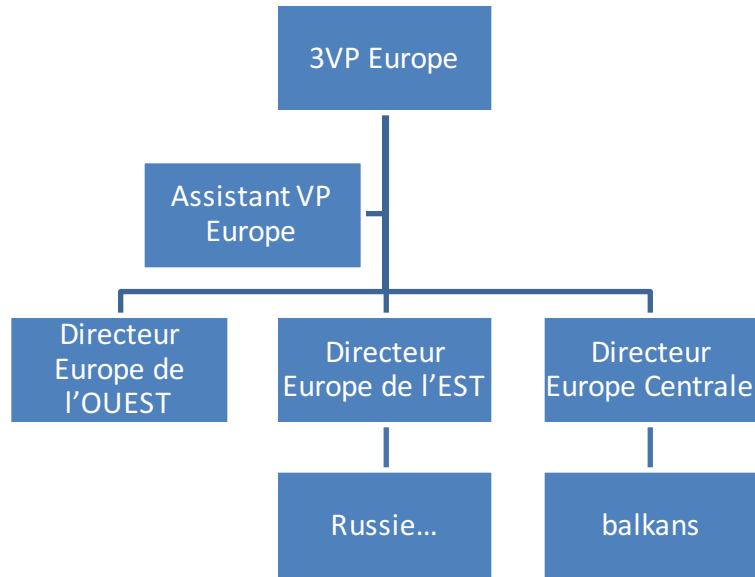 3VP Europe
Assistant VP
Europe
Directeur
Europe de
l’OUEST
Directeur
Europe de l’EST
Directeur
Europe Centrale
Russie…
balkans